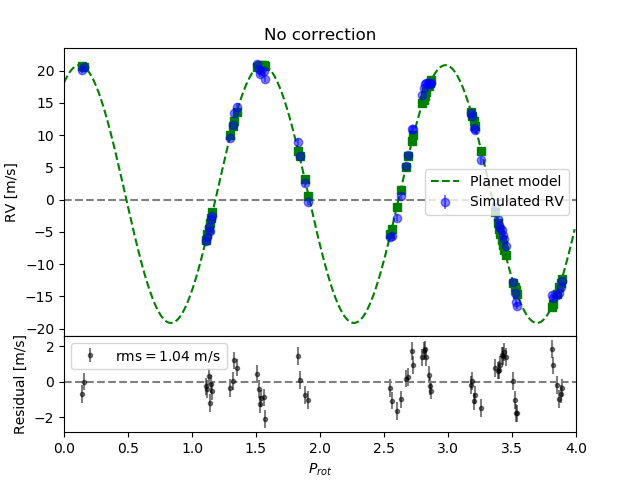 No correction
RV [m/s]
20
15
10
5
0
−5
−10
−15
−20
Planet model
Simulated RV
Residual [m/s]
2
0
−2
rms = 1.04 m/s
0.0 0.5 1.0 1.5 2.0 2.5 3.0 3.5 4.0
P_rot